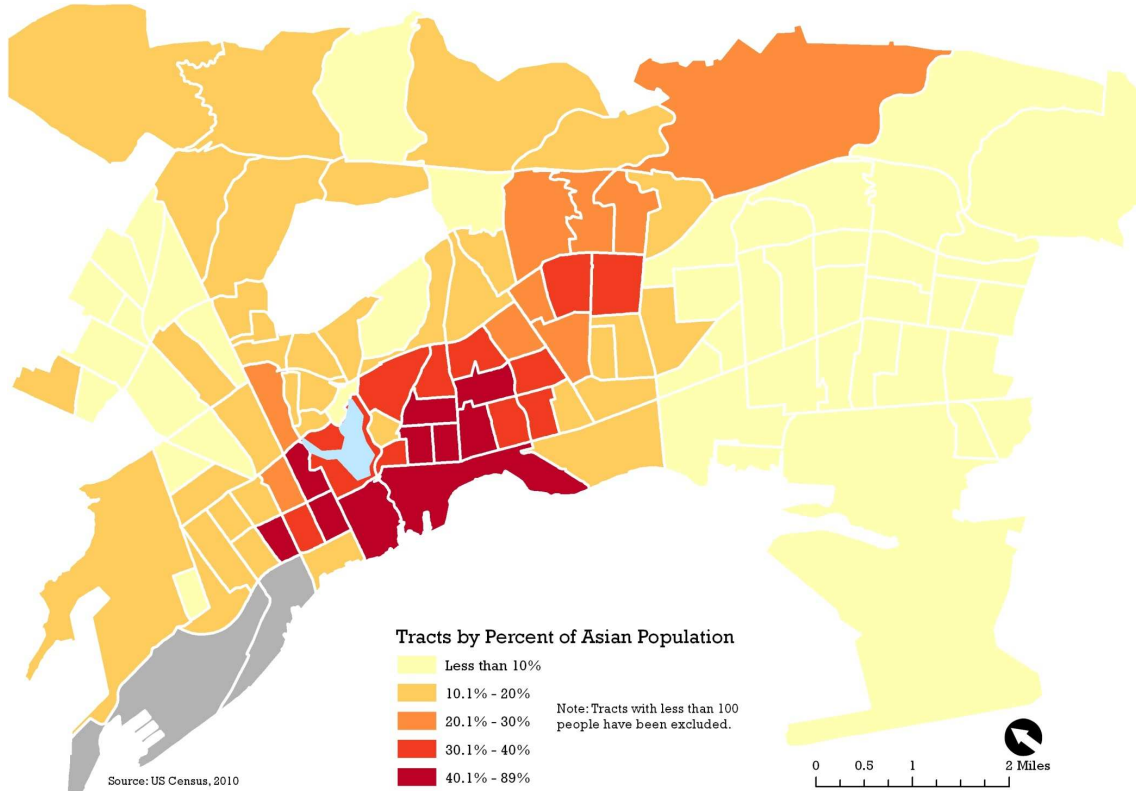 Tracts by Percent of Asian Population
Less than 10%
10.1% - 20%
20.1% - 30%
30.1% - 40%
40.1% - 89%
Note: Tracts with less than 100
people have been excluded.
Source: US Census, 2010
0 0.5 1 2 Miles